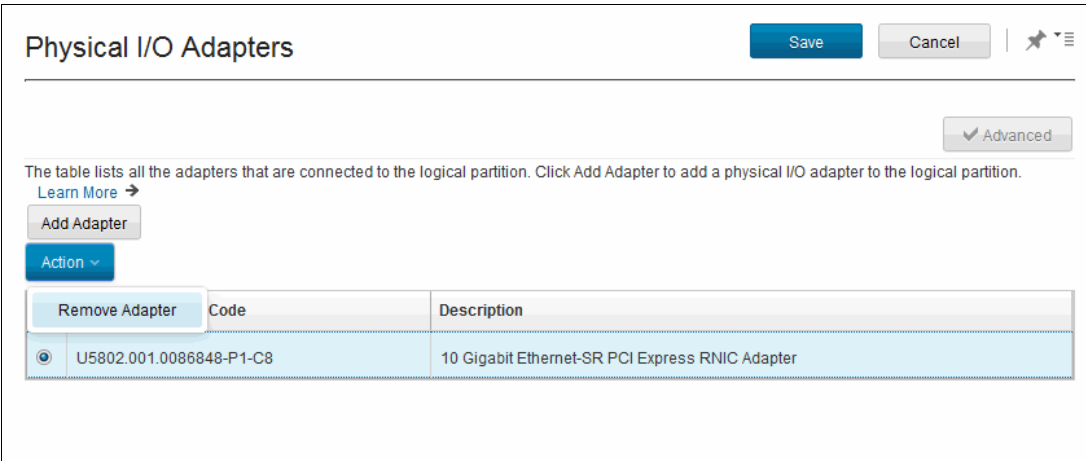 Physical I/O Adapters
Save
Cancel
Advanced
The table lists all the adapters that are connected to the logical partition. Click Add Adapter to add a physical I/O adapter to the logical partition.
Learn More
Add Adapter
Action
Remove Adapter
Code
Description
U5802.001.0086848-P1-C8
10 Gigabit Ethernet-SR PCI Express RNIC Adapter